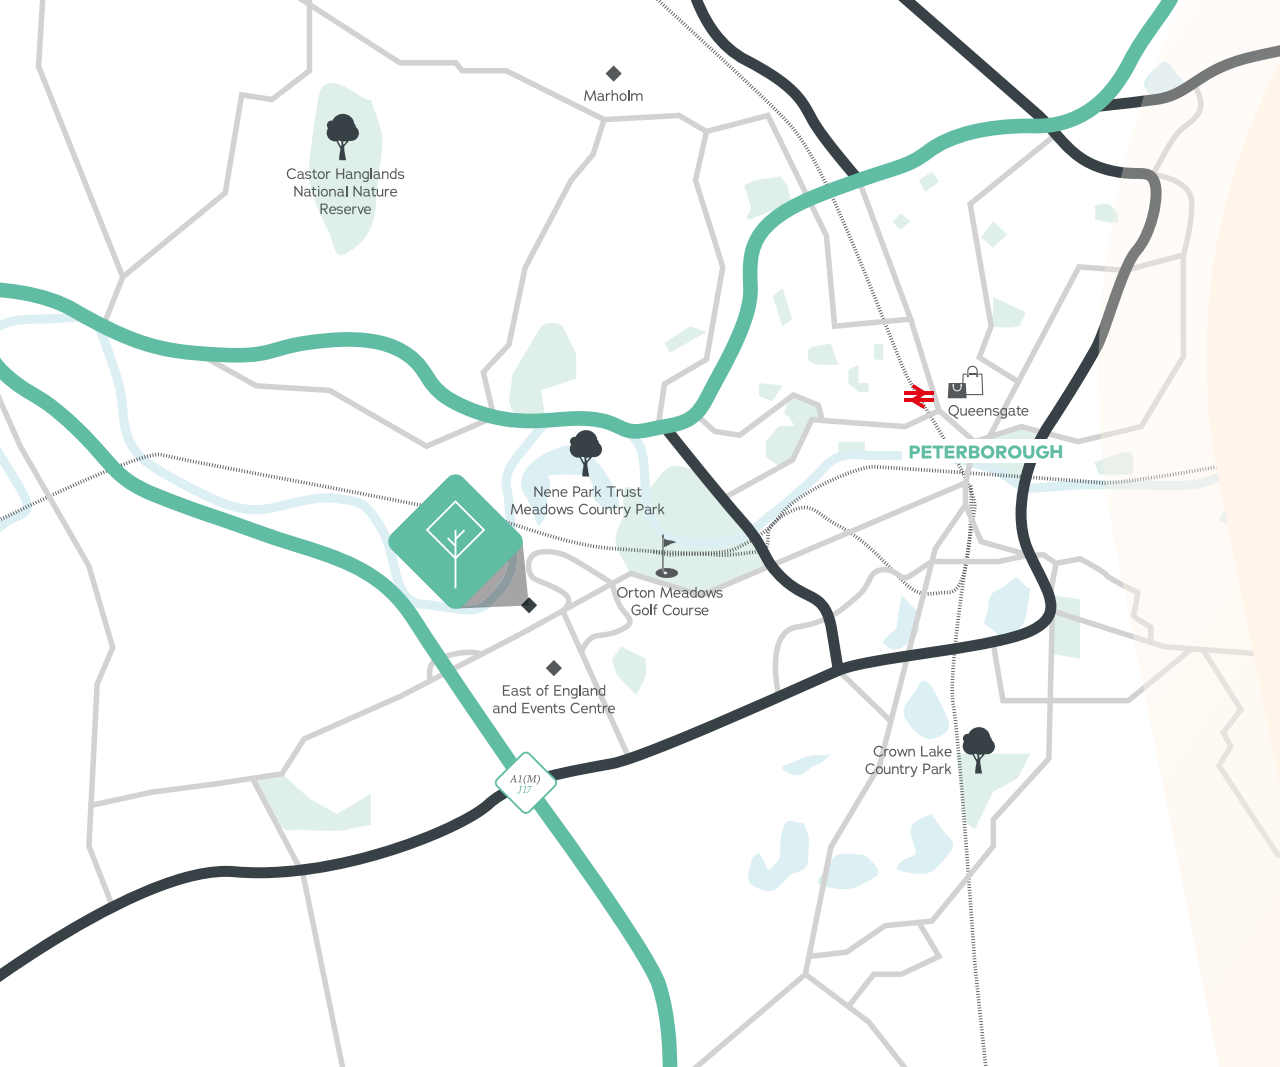 Marholm
Castor Hanglands
National Nature
Reserve
Queensgate
PETERBOROUGH
Nene Park Trust
Meadows Country Park
Orton Meadows
Golf Course
East of England
and Events Centre
Crown Lake
Country Park
A1(M)
J17